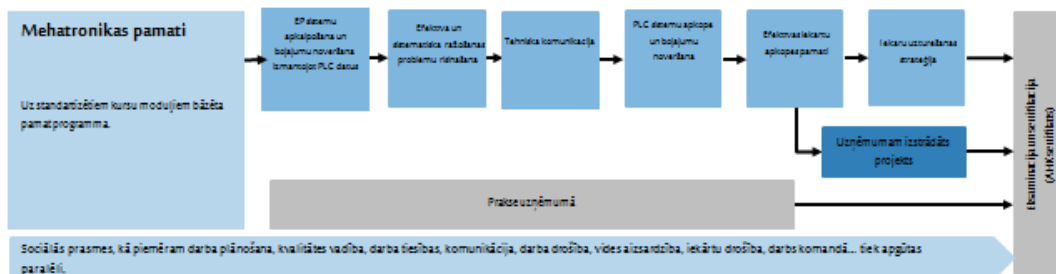 Mehatronikas pamati
Uz standartizētiem kursu moduļiem bāzēta
pamatprogramma.
EP sistēmu
apkalpošana un
bojājumu novēršana
izmantojot PLC datus
Efektīva un
sistemātiska ražošanas
problēmu risināšana
Tehniska komunikācija
PLC sistēmu apkope
un bojājumu
novēršana
Efektīvas iekārtu
apkopes pamati
Iekārtu uzturēšanas
stratēģija
Uzņēmumam izstrādāts
projekts
Prakse uzņēmumā
Eksaminācija un sertifikācija
(AHK sertifikāts)
Sociālās prasmes, kā piemēram darba plānošana, kvalitātes vadība, darba tiesības, komunikācija, darba drošība, vides aizsardzība, iekārtu drošība, darbs komandā... tiek apgūtas
paralēli.